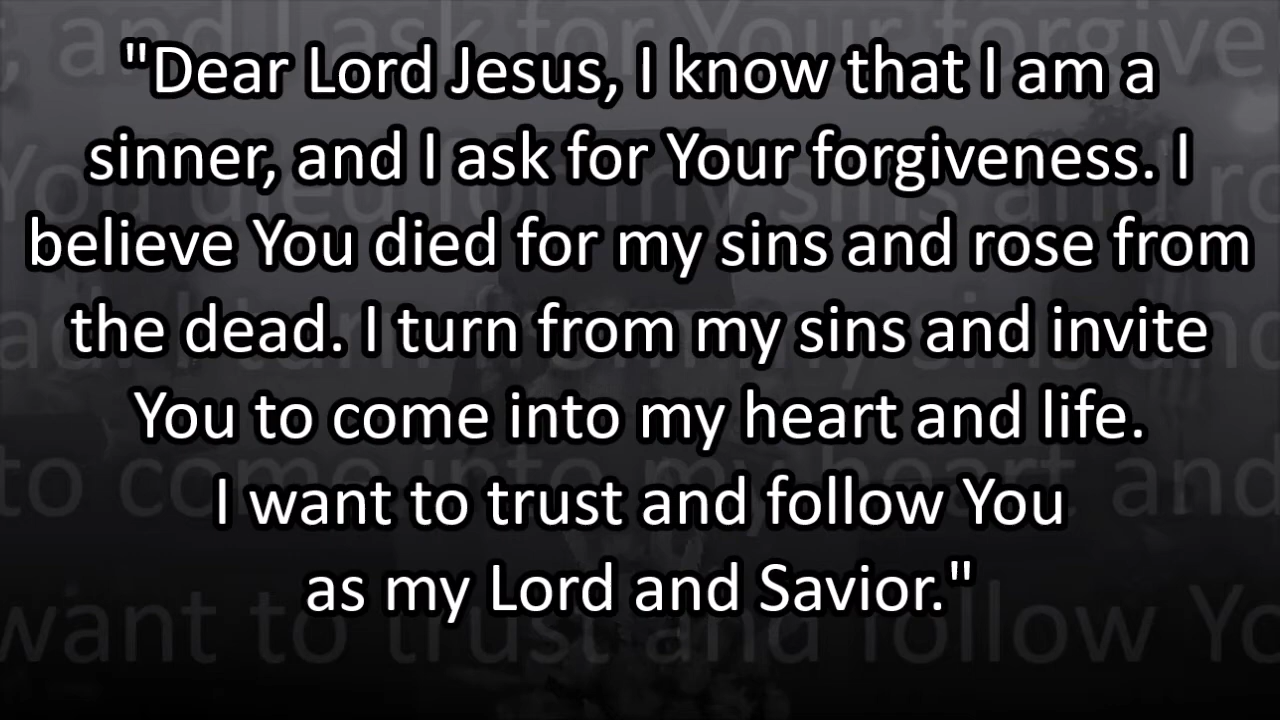 "Dear Lord Jesus, I know that I am a
sinner, and I ask for Your forgiveness. I
believe You died for my sins and rose from
the dead. I turn from my sins and invite
You to come into my heart and life.
I want to trust and follow You
as my Lord and Savior."